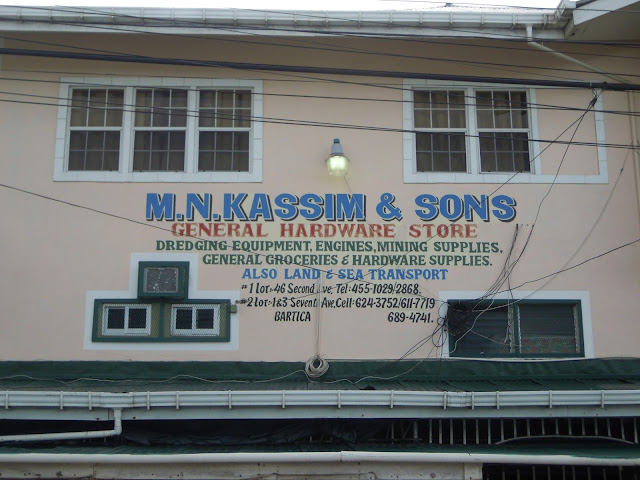 M.N.KASSIM & SONS
GENERAL HARDWARE STORE
DREDGING EQUIPMENT, ENGINES, MINING SUPPLIES,
GENERAL GROCERIES & HARDWARE SUPPLIES.
ALSO LAND & SEA TRANSPORT
#1 Lot:46 Second Ave, Tel:455-1029/2868.
#2 Lot:1&3 Seventh Ave,Cell:624-3752/611-7719
BARTICA 689-4741.